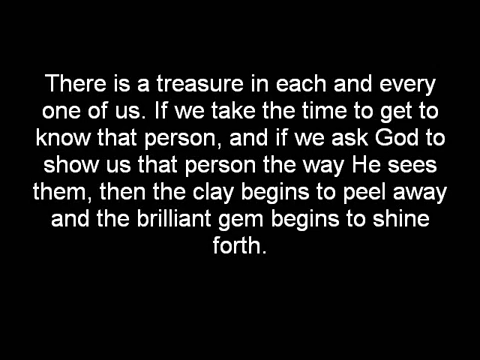 There is a treasure in each and every
one of us. If we take the time to get to
know that person, and if we ask God to
show us that person the way He sees
them, then the clay begins to peel away
and the brilliant gem begins to shine
forth.